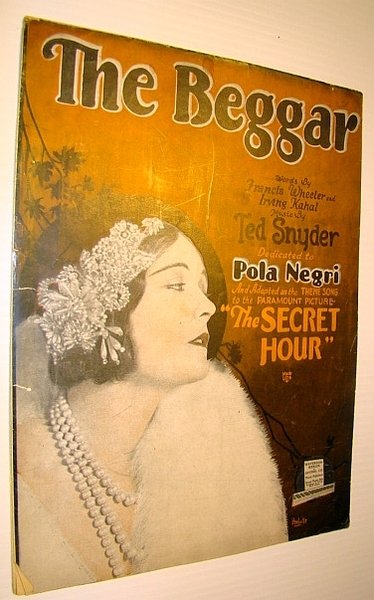 The Beggar
Words By
Francis Wheeler and
Irving Kahal
Music By
Ted Snyder
Dedicated to
Pola Negri
And Adapted as the THEME SONG
to the PARAMOUNT PICTURE-
"The SECRET
HOUR"